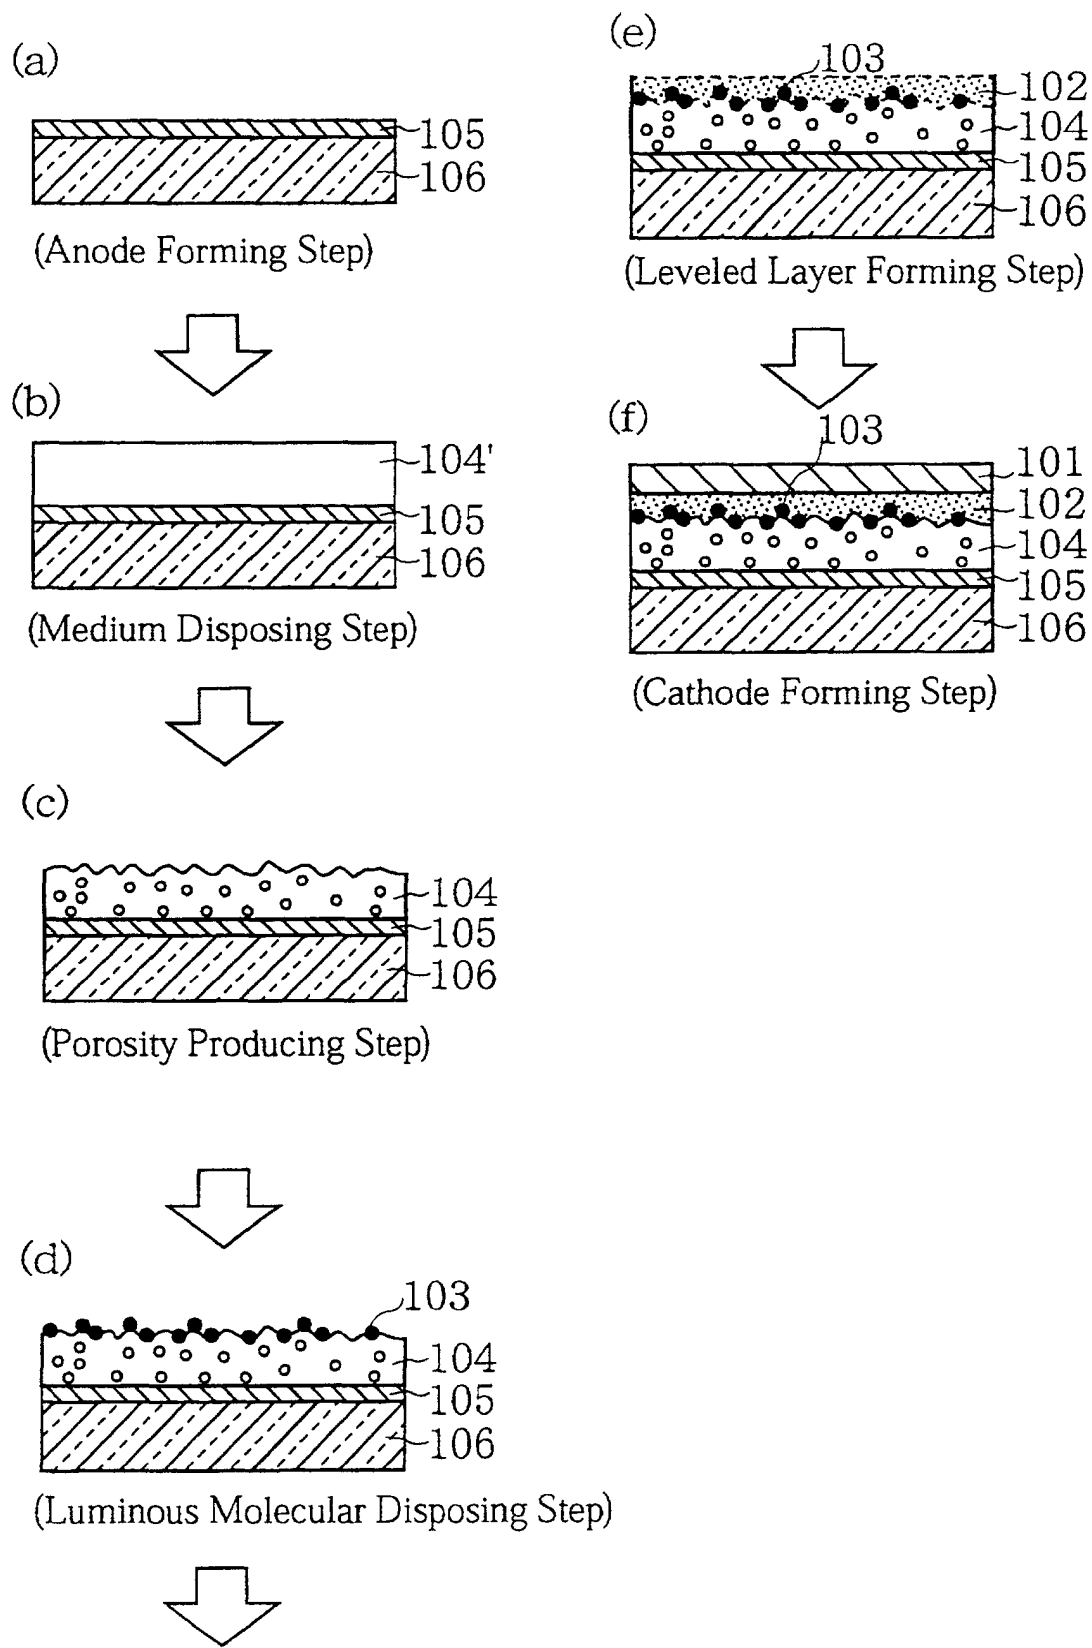 (a)
105
106
(Anode Forming Step)
(b)
104'
105
106
(Medium Disposing Step)
(c)
104
105
106
(Porosity Producing Step)
(d)
103
104
105
106
(Luminous Molecular Disposing Step)
(e)
103
102
104
105
106
(Leveled Layer Forming Step)
(f)
103
101
102
104
105
106
(Cathode Forming Step)